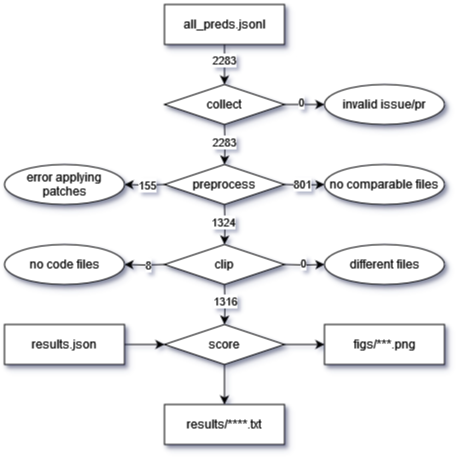 all_preds.jsonl
2283
collect
0
invalid issue/pr
2283
error applying
patches
155
preprocess
801
no comparable files
1324
no code files
8
clip
0
different files
1316
results.json
score
figs/***.png
results/****.txt